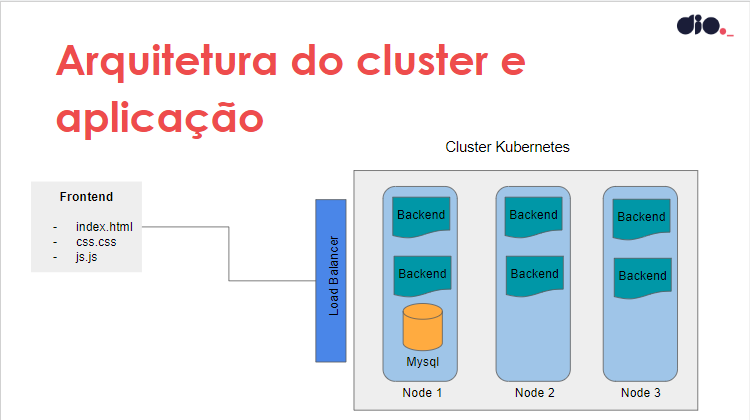 dio._
Arquitetura do cluster e
aplicação
Cluster Kubernetes
Frontend
- index.html
- css.css
- js.js
Load Balancer
Backend
Backend
Mysql
Node 1
Backend
Backend
Node 2
Backend
Backend
Node 3